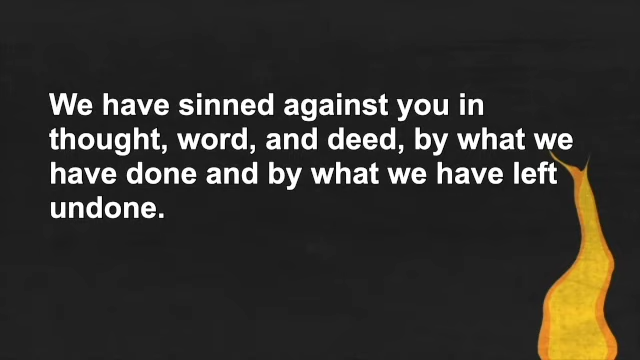 We have sinned against you in
thought, word, and deed, by what we
have done and by what we have left
undone.